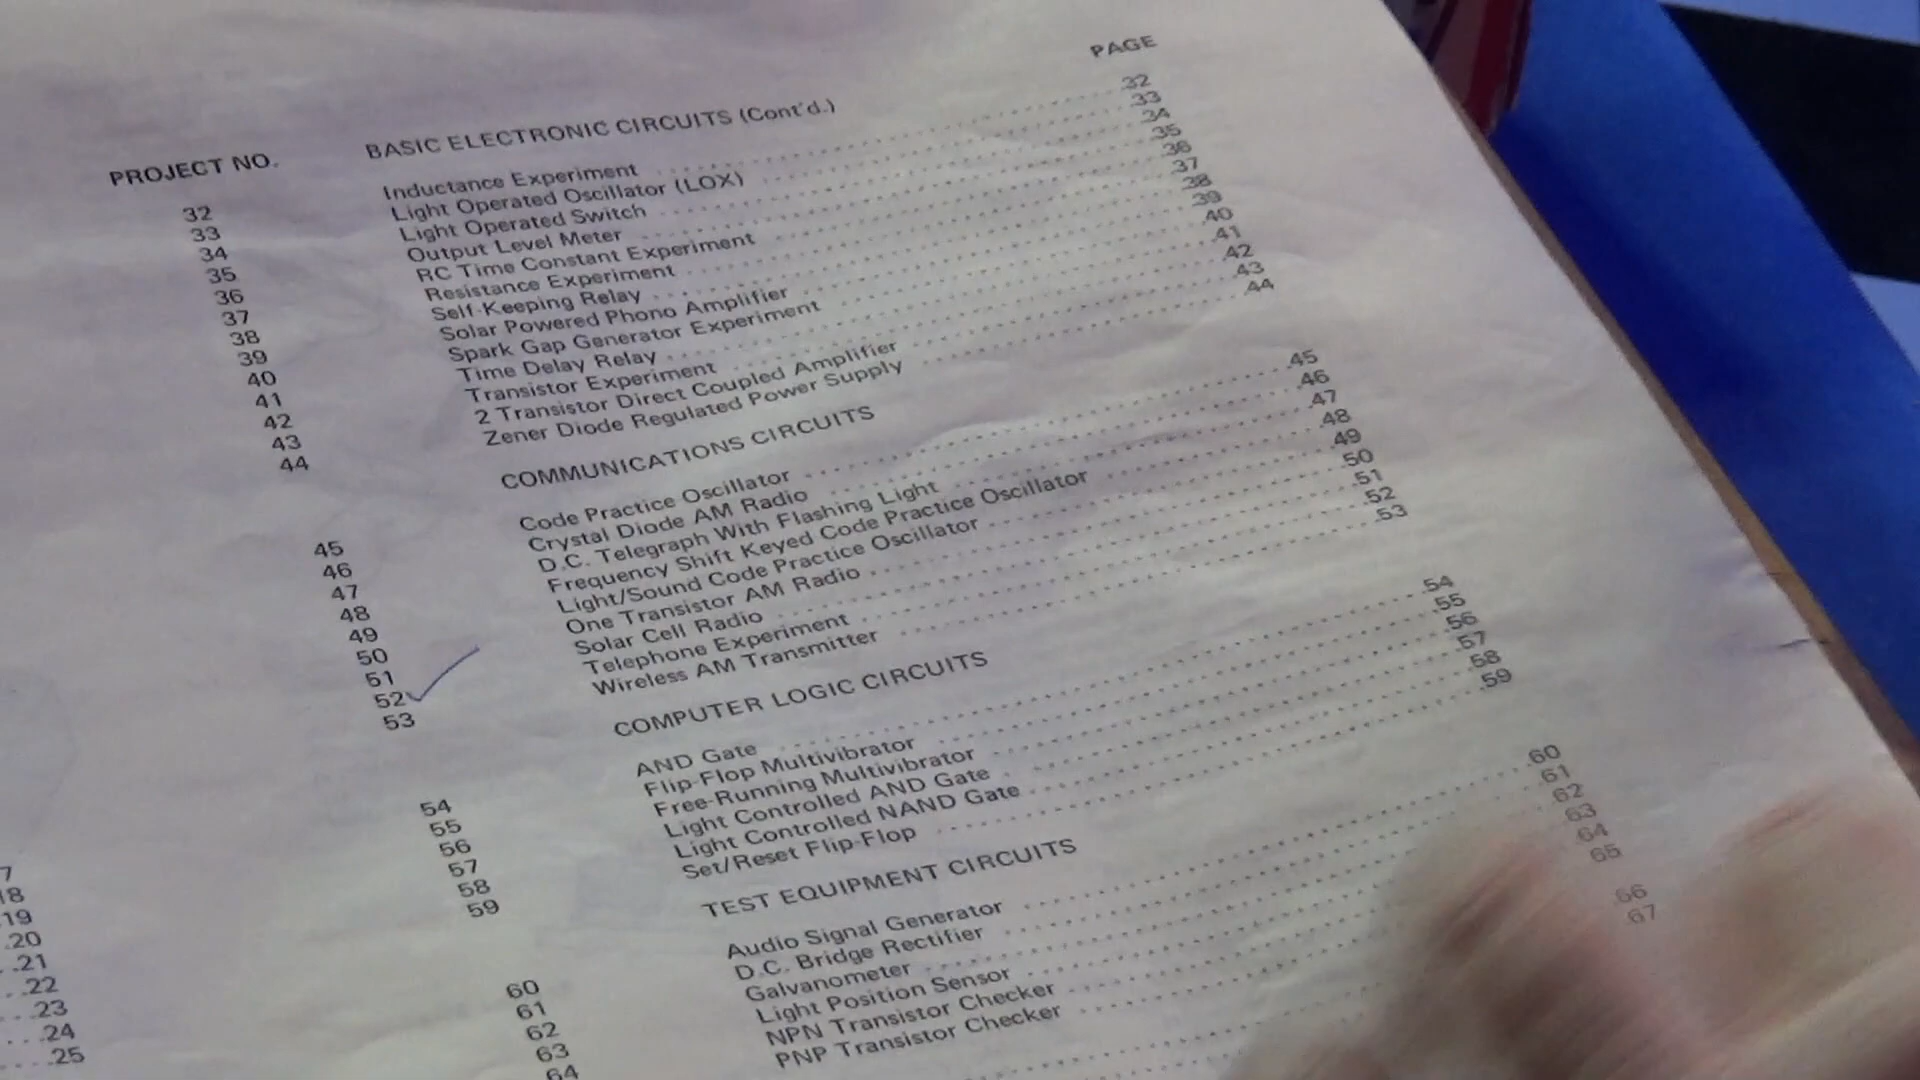 PROJECT NO. BASIC ELECTRONIC CIRCUITS (Cont'd.) PAGE
32 Inductance Experiment 32
33 Light Operated Oscillator (LOX) 33
34 Light Operated Switch 34
35 Output Level Meter 35
36 RC Time Constant Experiment 36
37 Resistance Experiment 37
38 Self-Keeping Relay 38
39 Solar Powered Phono Amplifier 39
40 Spark Gap Generator Experiment 40
41 Time Delay Relay 41
42 Transistor Experiment 42
43 2 Transistor Direct Coupled Amplifier 43
44 Zener Diode Regulated Power Supply 44
COMMUNICATIONS CIRCUITS
45 Code Practice Oscillator 45
46 Crystal Diode AM Radio 46
47 D.C. Telegraph With Flashing Light 47
48 Frequency Shift Keyed Code Practice Oscillator 48
49 Light/Sound Code Practice Oscillator 49
50 One Transistor AM Radio 50
51 Solar Cell Radio 51
52 Telephone Experiment 52
53 Wireless AM Transmitter 53
COMPUTER LOGIC CIRCUITS
54 AND Gate 54
55 Flip-Flop Multivibrator 55
56 Free-Running Multivibrator 56
57 Light Controlled AND Gate 57
58 Light Controlled NAND Gate 58
59 Set/Reset Flip-Flop 59
TEST EQUIPMENT CIRCUITS
60 Audio Signal Generator 60
61 D.C. Bridge Rectifier 61
62 Galvanometer 62
63 Light Position Sensor 63
64 NPN Transistor Checker 64
PNP Transistor Checker 65
66
67
7
18
19
20
21
22
23
24
25